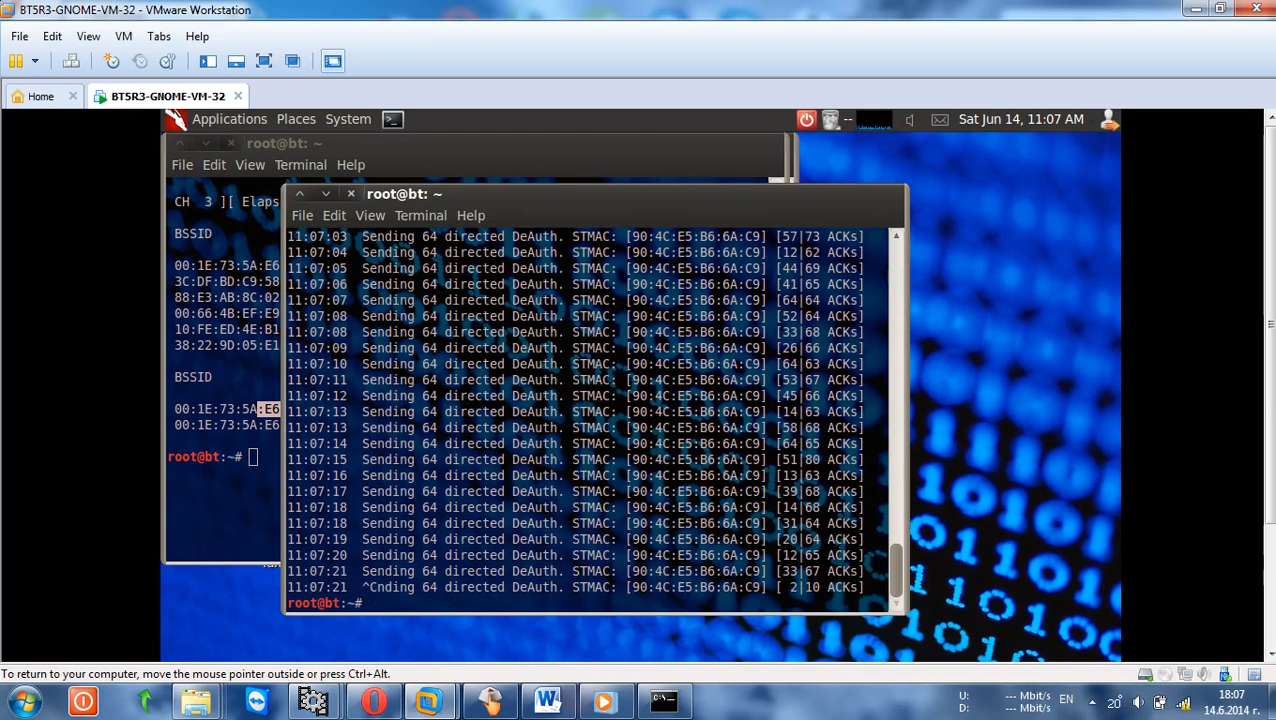 BT5R3-GNOME-VM-32 - VMware Workstation
File Edit View VM Tabs Help
Home BT5R3-GNOME-VM-32
Applications Places System -- Sat Jun 14, 11:07 AM
root@bt: ~
File Edit View Terminal Help
CH 3 ][ Elaps
BSSID
00:1E:73:5A:E6
3C:DF:BD:C9:58
88:E3:AB:8C:02
00:66:4B:EF:E9
10:FE:ED:4E:B1
38:22:9D:05:E1
BSSID
00:1E:73:5A:E6
00:1E:73:5A:E6
root@bt:~#
root@bt: ~
File Edit View Terminal Help
11:07:03 Sending 64 directed DeAuth. STMAC: [90:4C:E5:B6:6A:C9] [57|73 ACKs]
11:07:04 Sending 64 directed DeAuth. STMAC: [90:4C:E5:B6:6A:C9] [12|62 ACKs]
11:07:05 Sending 64 directed DeAuth. STMAC: [90:4C:E5:B6:6A:C9] [44|69 ACKs]
11:07:06 Sending 64 directed DeAuth. STMAC: [90:4C:E5:B6:6A:C9] [41|65 ACKs]
11:07:07 Sending 64 directed DeAuth. STMAC: [90:4C:E5:B6:6A:C9] [64|64 ACKs]
11:07:08 Sending 64 directed DeAuth. STMAC: [90:4C:E5:B6:6A:C9] [52|64 ACKs]
11:07:08 Sending 64 directed DeAuth. STMAC: [90:4C:E5:B6:6A:C9] [33|68 ACKs]
11:07:09 Sending 64 directed DeAuth. STMAC: [90:4C:E5:B6:6A:C9] [26|66 ACKs]
11:07:10 Sending 64 directed DeAuth. STMAC: [90:4C:E5:B6:6A:C9] [64|63 ACKs]
11:07:11 Sending 64 directed DeAuth. STMAC: [90:4C:E5:B6:6A:C9] [53|67 ACKs]
11:07:12 Sending 64 directed DeAuth. STMAC: [90:4C:E5:B6:6A:C9] [45|66 ACKs]
11:07:13 Sending 64 directed DeAuth. STMAC: [90:4C:E5:B6:6A:C9] [14|63 ACKs]
11:07:13 Sending 64 directed DeAuth. STMAC: [90:4C:E5:B6:6A:C9] [58|68 ACKs]
11:07:14 Sending 64 directed DeAuth. STMAC: [90:4C:E5:B6:6A:C9] [64|65 ACKs]
11:07:15 Sending 64 directed DeAuth. STMAC: [90:4C:E5:B6:6A:C9] [51|80 ACKs]
11:07:16 Sending 64 directed DeAuth. STMAC: [90:4C:E5:B6:6A:C9] [13|63 ACKs]
11:07:17 Sending 64 directed DeAuth. STMAC: [90:4C:E5:B6:6A:C9] [39|68 ACKs]
11:07:18 Sending 64 directed DeAuth. STMAC: [90:4C:E5:B6:6A:C9] [14|68 ACKs]
11:07:18 Sending 64 directed DeAuth. STMAC: [90:4C:E5:B6:6A:C9] [31|64 ACKs]
11:07:19 Sending 64 directed DeAuth. STMAC: [90:4C:E5:B6:6A:C9] [20|64 ACKs]
11:07:20 Sending 64 directed DeAuth. STMAC: [90:4C:E5:B6:6A:C9] [12|65 ACKs]
11:07:21 Sending 64 directed DeAuth. STMAC: [90:4C:E5:B6:6A:C9] [33|67 ACKs]
11:07:21 ^Cnding 64 directed DeAuth. STMAC: [90:4C:E5:B6:6A:C9] [ 2|10 ACKs]
root@bt:~#
To return to your computer, move the mouse pointer outside or press Ctrl+Alt.
U: --- Mbit/s
D: --- Mbit/s
EN
20°
18:07
14.6.2014 г.